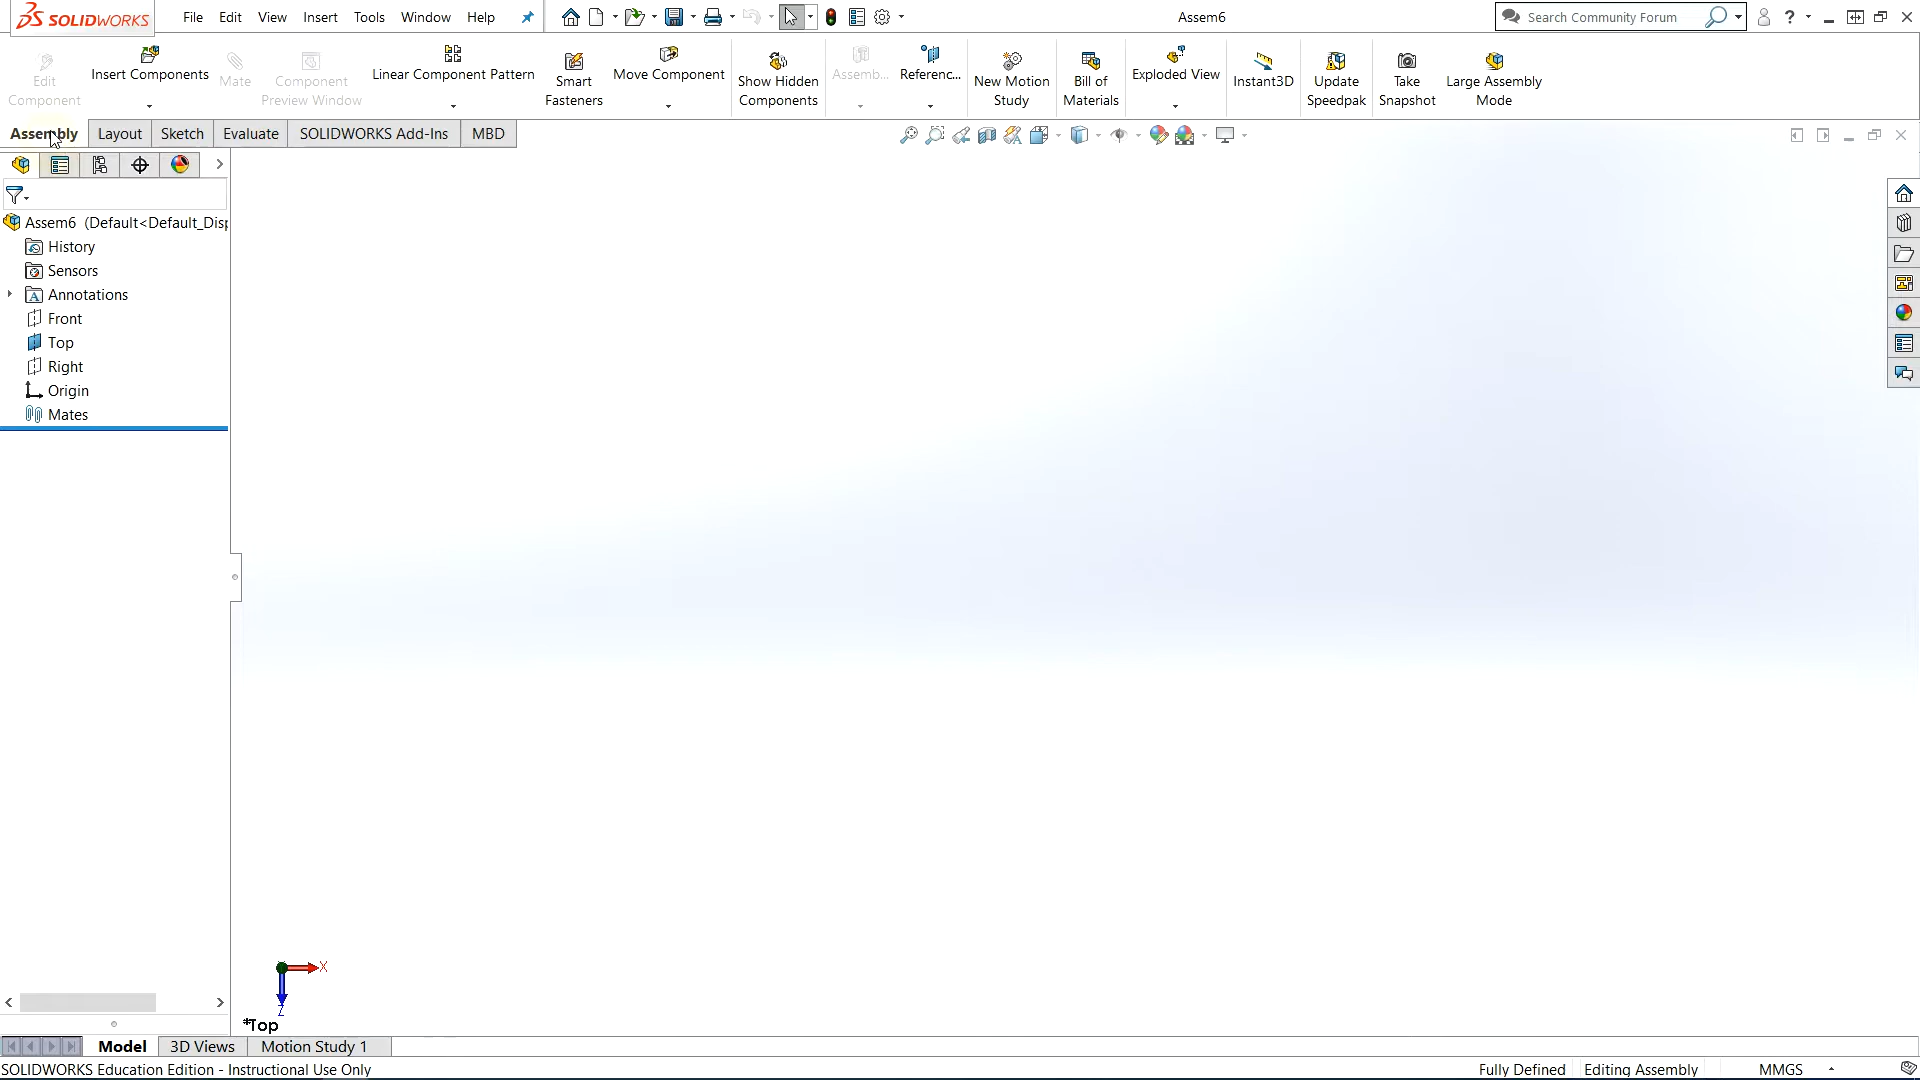 SOLIDWORKS File Edit View Insert Tools Window Help Assem6 Search Community Forum ?
Edit Component Insert Components Mate Component Preview Window Linear Component Pattern Smart Fasteners Move Component Show Hidden Components Assemb... Referenc... New Motion Study Bill of Materials Exploded View Instant3D Update Speedpak Take Snapshot Large Assembly Mode
Assembly Layout Sketch Evaluate SOLIDWORKS Add-Ins MBD
Assem6 (Default<Default_Disp
History
Sensors
Annotations
Front
Top
Right
Origin
Mates
X
Z
*Top
Model 3D Views Motion Study 1
SOLIDWORKS Education Edition - Instructional Use Only Fully Defined Editing Assembly MMGS